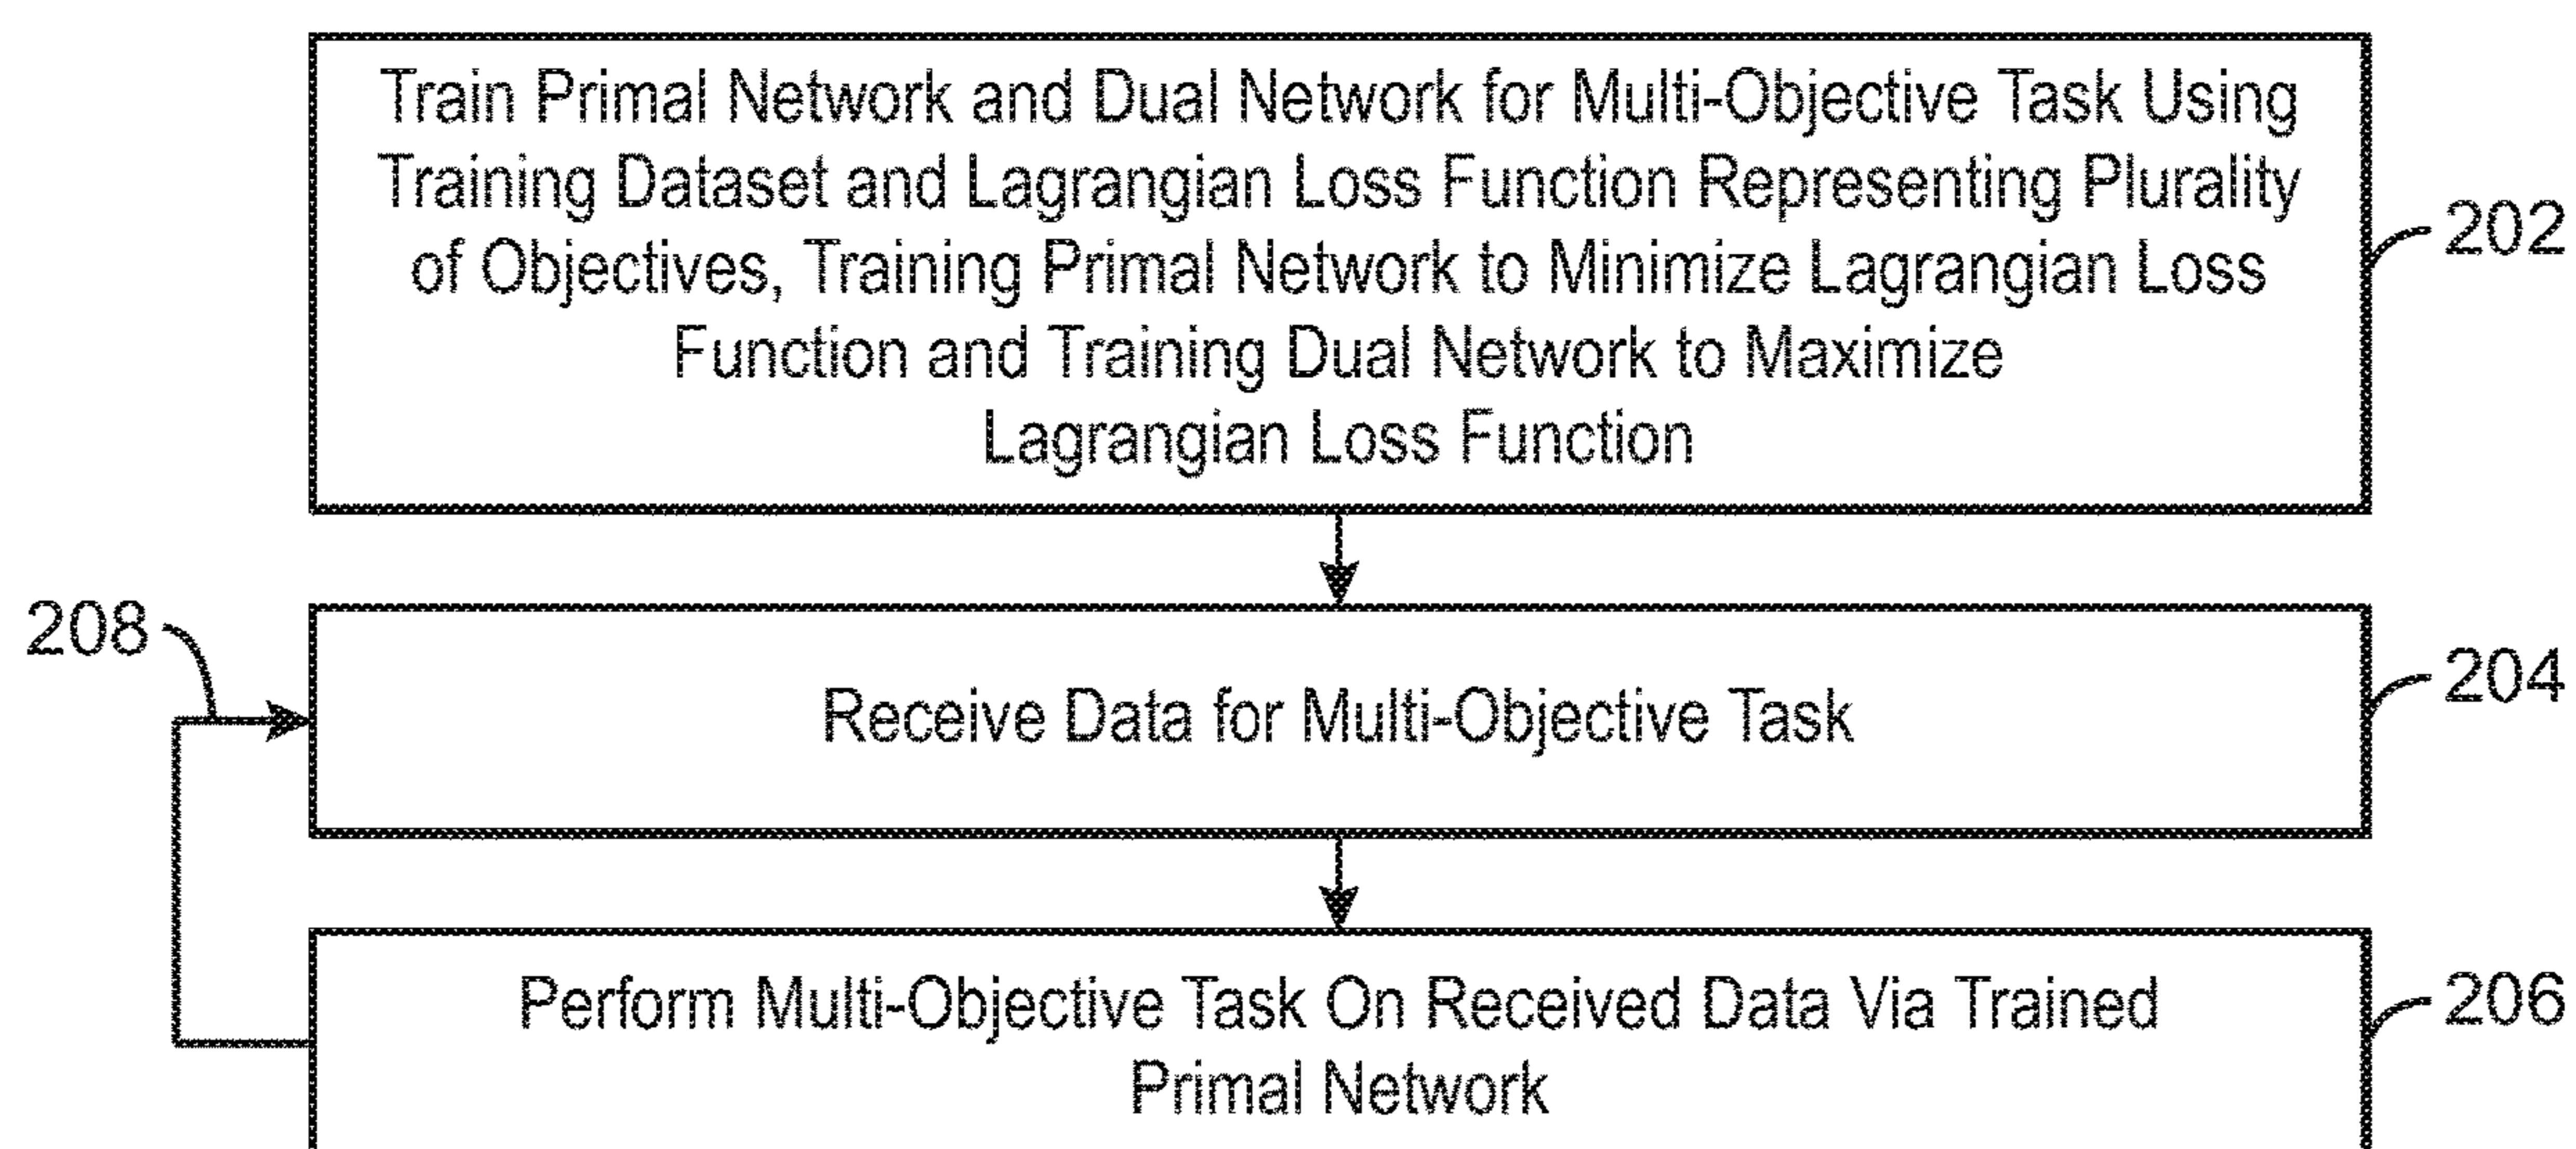 Train Primal Network and Dual Network for Multi-Objective Task Using
Training Dataset and Lagrangian Loss Function Representing Plurality
of Objectives, Training Primal Network to Minimize Lagrangian Loss
Function and Training Dual Network to Maximize
Lagrangian Loss Function
202
208
Receive Data for Multi-Objective Task
204
Perform Multi-Objective Task On Received Data Via Trained
Primal Network
206